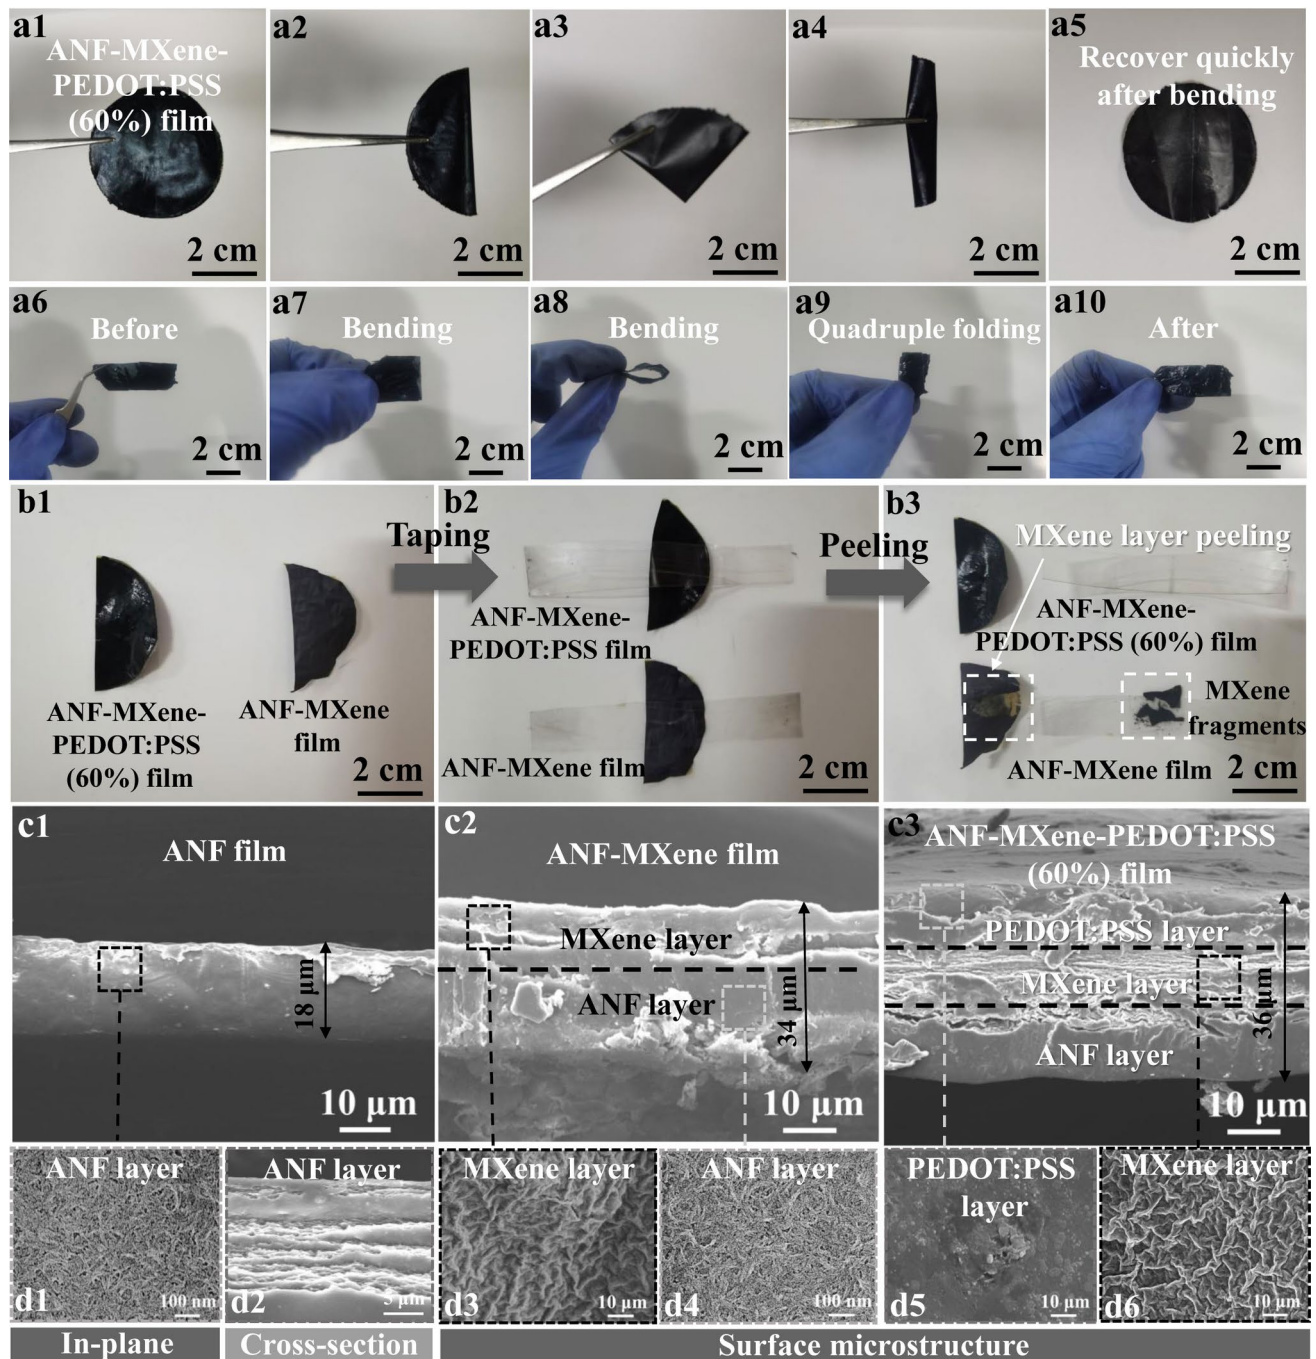 a1
ANF-MXene-
PEDOT:PSS
(60%) film
2 cm
a2
2 cm
a3
2 cm
a4
2 cm
a5
Recover quickly
after bending
2 cm
a6
Before
2 cm
a7
Bending
2 cm
a8
Bending
2 cm
a9
Quadruple folding
2 cm
a10
After
2 cm
b1
ANF-MXene-
PEDOT:PSS
(60%) film
ANF-MXene
film
2 cm
Taping
b2
ANF-MXene-
PEDOT:PSS film
ANF-MXene film
2 cm
Peeling
b3
MXene layer peeling
ANF-MXene-
PEDOT:PSS (60%) film
MXene
fragments
ANF-MXene film
2 cm
c1
ANF film
18 μm
10 μm
c2
ANF-MXene film
MXene layer
ANF layer
34 μm
10 μm
c3
ANF-MXene-PEDOT:PSS
(60%) film
PEDOT:PSS layer
MXene layer
ANF layer
36 μm
10 μm
ANF layer
d1
100 nm
ANF layer
d2
5 μm
MXene layer
d3
10 μm
ANF layer
d4
100 nm
PEDOT:PSS
layer
d5
10 μm
MXene layer
d6
10 μm
In-plane
Cross-section
Surface microstructure